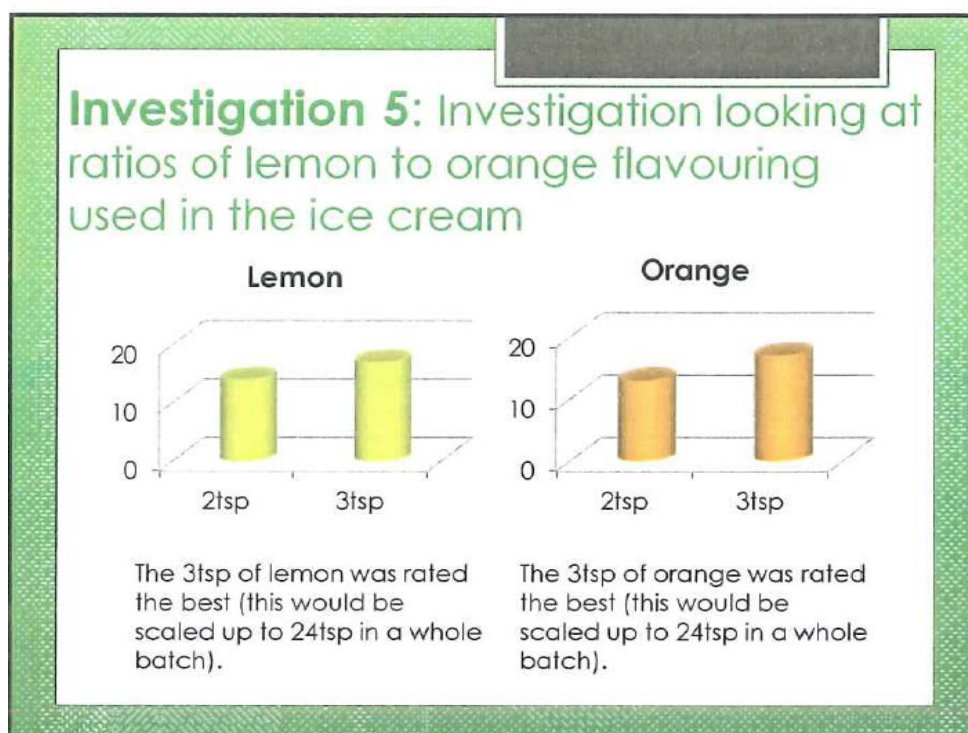 Investigation 5: Investigation looking at
ratios of lemon to orange flavouring
used in the ice cream
Lemon
20
10
0
2tsp
3tsp
The 3tsp of lemon was rated
the best (this would be
scaled up to 24tsp in a whole
batch).
Orange
20
10
0
2tsp
3tsp
The 3tsp of orange was rated
the best (this would be
scaled up to 24tsp in a whole
batch).